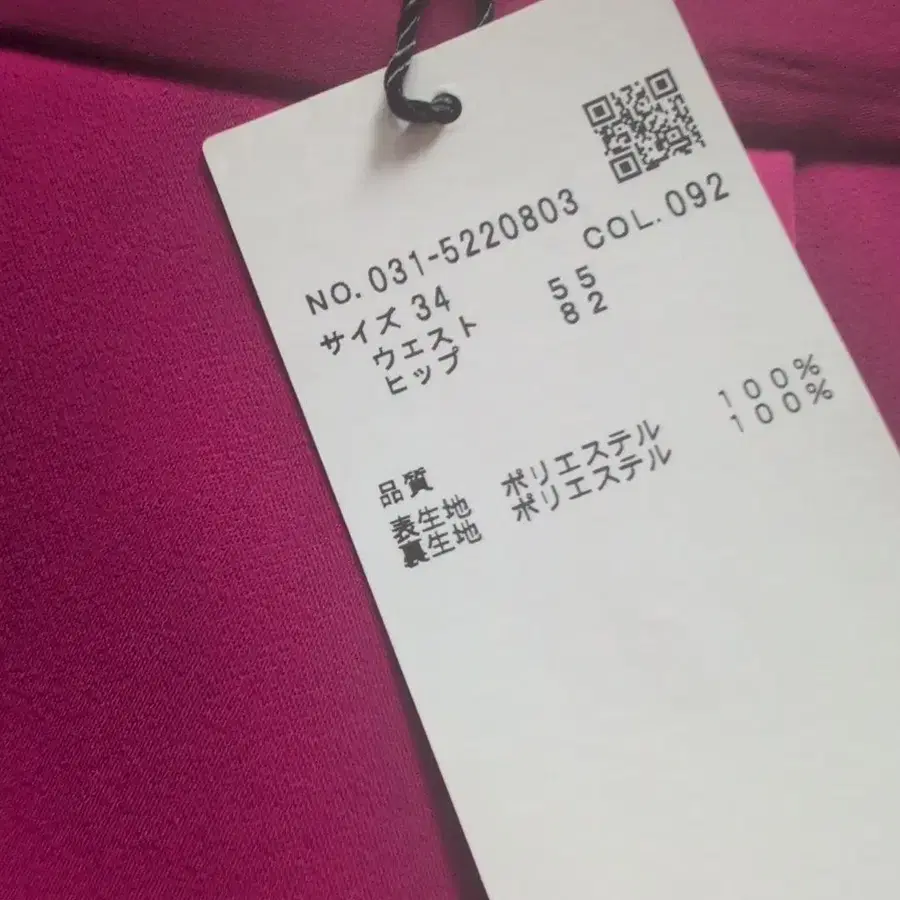 NO. 031-5220803 COL. 092
サイズ 34
ウエスト 55
ヒップ 82
品質
表生地 ポリエステル 100%
裏生地 ポリエステル 100%